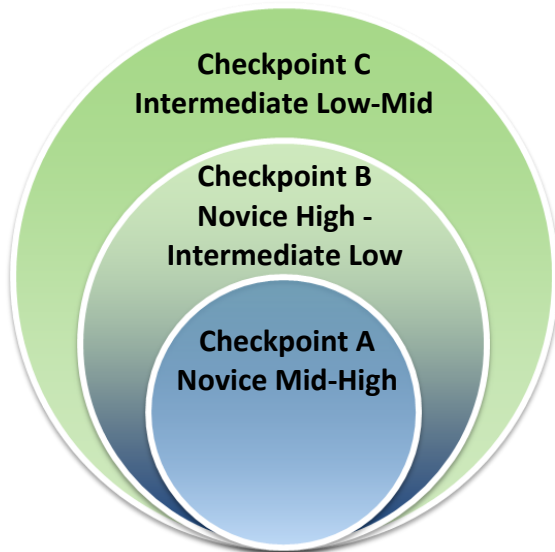 Checkpoint C
Intermediate Low-Mid
Checkpoint B
Novice High -
Intermediate Low
Checkpoint A
Novice Mid-High